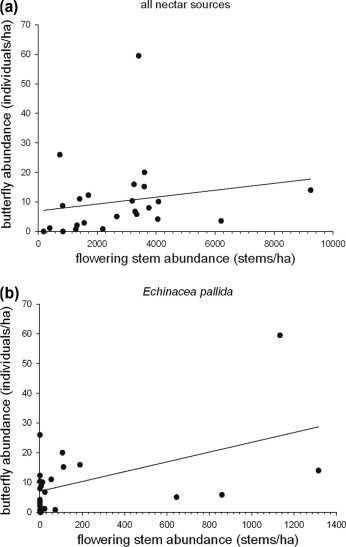 (a)
all nectar sources
butterfly abundance (individuals/ha)
70
60
50
40
30
20
10
0
0 2000 4000 6000 8000 10000
flowering stem abundance (stems/ha)
(b)
Echinacea pallida
butterfly abundance (individuals/ha)
70
60
50
40
30
20
10
0
0 200 400 600 800 1000 1200 1400
flowering stem abundance (stems/ha)